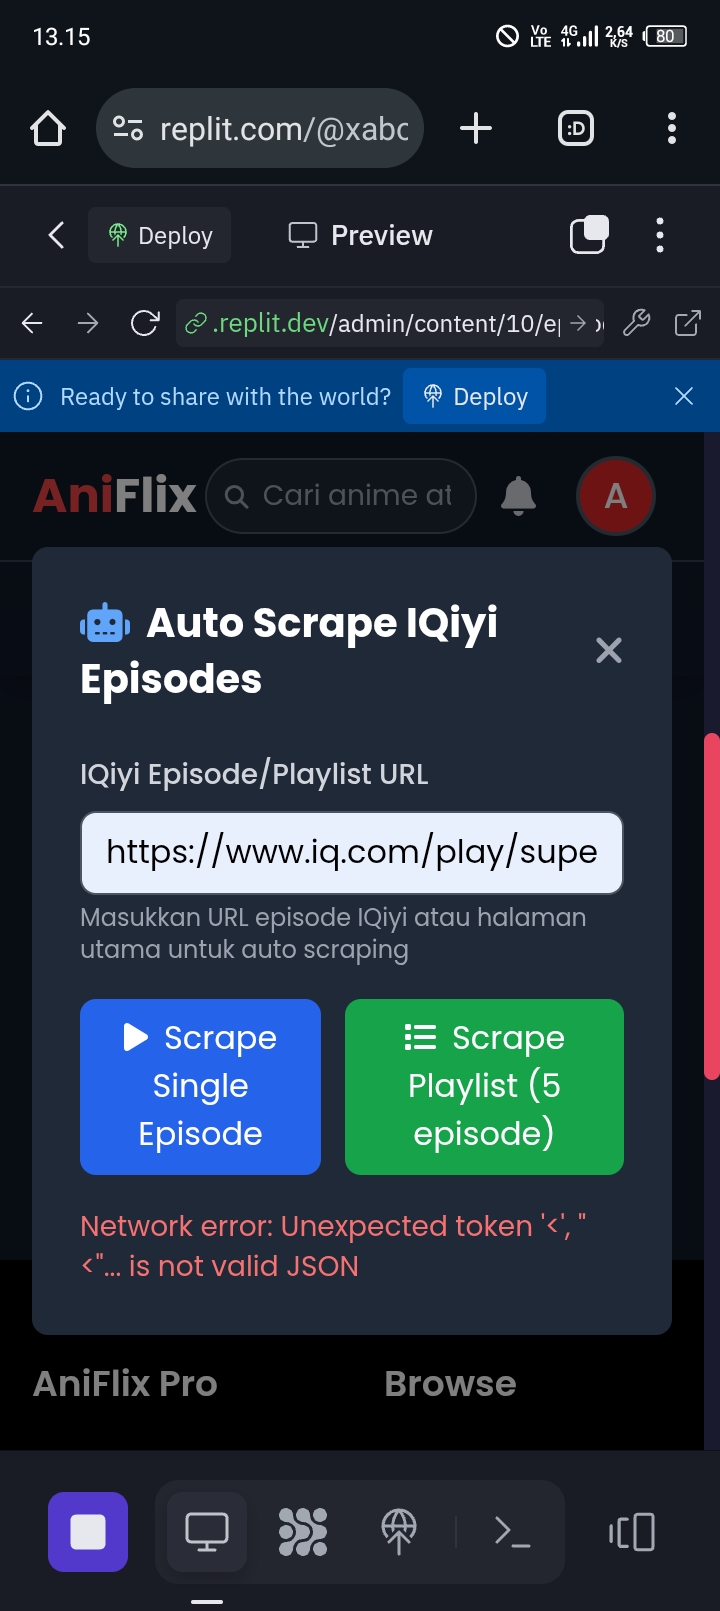 13.15
Vo LTE 4G 2,64 K/S 80
replit.com/@xabc
:D
Deploy
Preview
.replit.dev/admin/content/10/ep
Ready to share with the world?
Deploy
AniFlix
Cari anime at
A
Auto Scrape IQiyi
Episodes
IQiyi Episode/Playlist URL
https://www.iq.com/play/supe
Masukkan URL episode IQiyi atau halaman
utama untuk auto scraping
Scrape
Single
Episode
Scrape
Playlist (5
episode)
Network error: Unexpected token '<', "
<"... is not valid JSON
AniFlix Pro
Browse